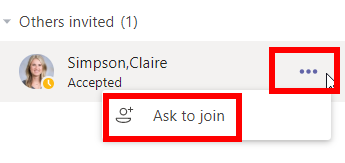 Others invited (1)
Simpson,Claire
Accepted
Ask to join